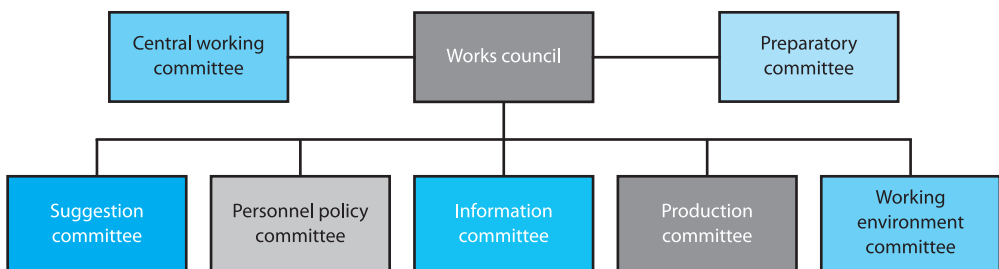 Central working
committee
Works council
Preparatory
committee
Suggestion
committee
Personnel policy
committee
Information
committee
Production
committee
Working
environment
committee